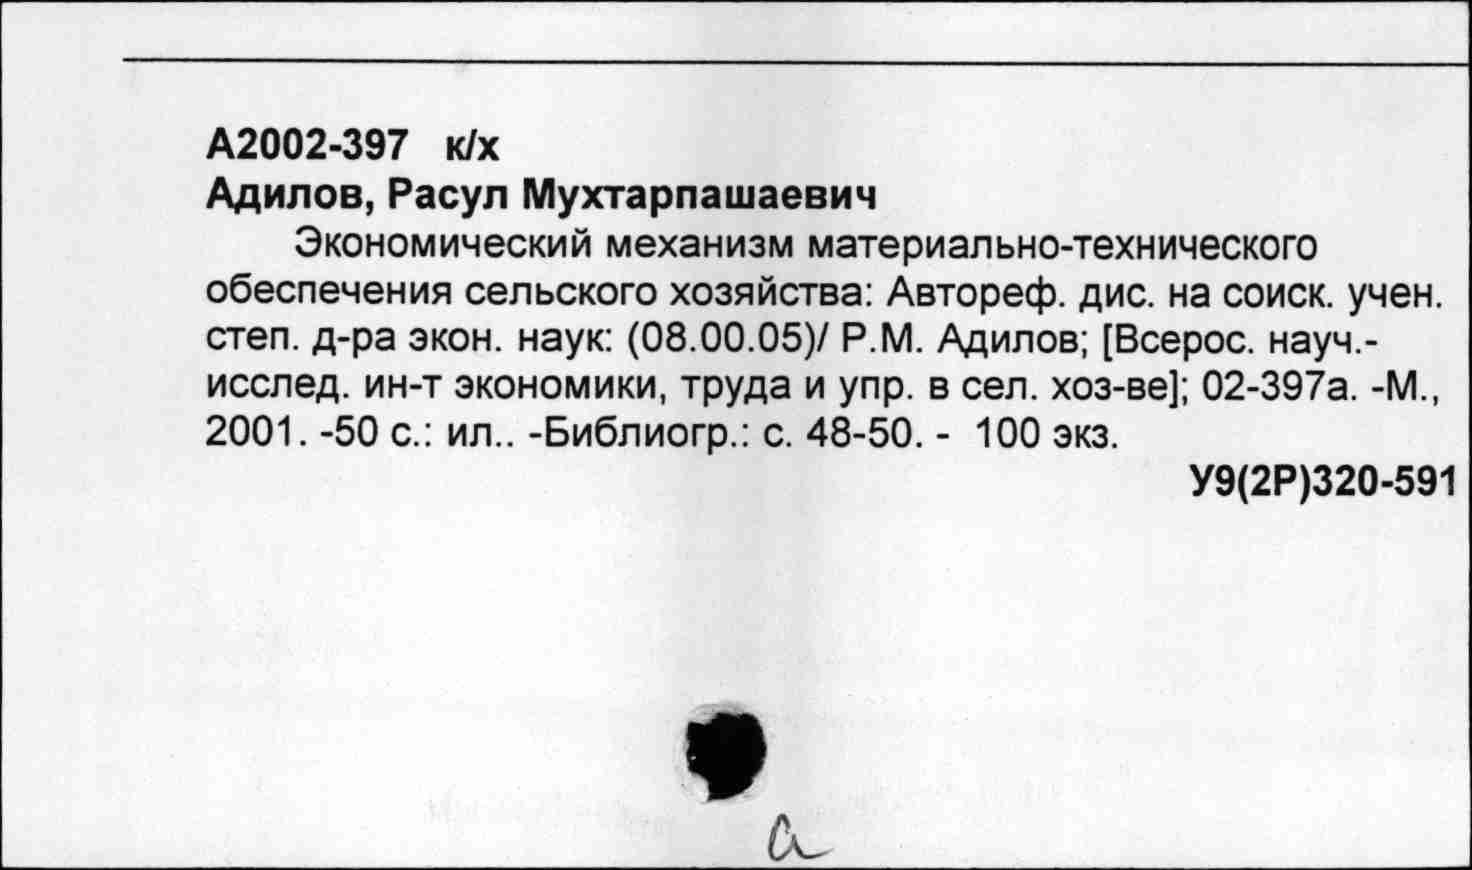 А2002-397 к/х
Адилов, Расул Мухтарпашаевич
Экономический механизм материально-технического
обеспечения сельского хозяйства: Автореф. дис. на соиск. учен.
степ. д-ра экон. наук: (08.00.05)/ Р.М. Адилов; [Всерос. науч.-
исслед. ин-т экономики, труда и упр. в сел. хоз-ве]; 02-397а. -М.,
2001. -50 с.: ил.. -Библиогр.: с. 48-50. - 100 экз.
У9(2Р)320-591
а